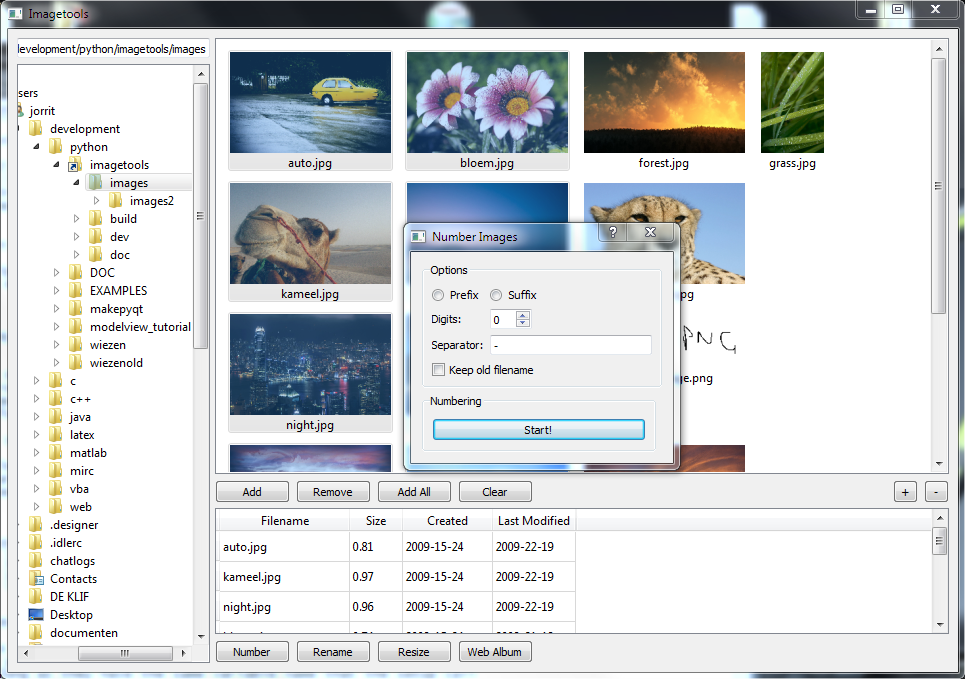 Imagetools
development/python/imagetools/images
sers
jorrit
development
python
imagetools
images
images2
build
dev
doc
DOC
EXAMPLES
makepyqt
modelview_tutorial
wiezen
wiezenold
c
c++
java
latex
matlab
mirc
vba
web
.designer
.idlerc
chatlogs
Contacts
DE KLIF
Desktop
documenten
auto.jpg
bloem.jpg
forest.jpg
grass.jpg
kameel.jpg
pg
night.jpg
PNG
ge.png
Number Images
?
Options
Prefix
Suffix
Digits: 0
Separator: -
Keep old filename
Numbering
Start!
Add Remove Add All Clear + -
Filename Size Created Last Modified
auto.jpg 0.81 2009-15-24 2009-22-19
kameel.jpg 0.97 2009-15-24 2009-22-19
night.jpg 0.96 2009-15-24 2009-22-19
Number Rename Resize Web Album